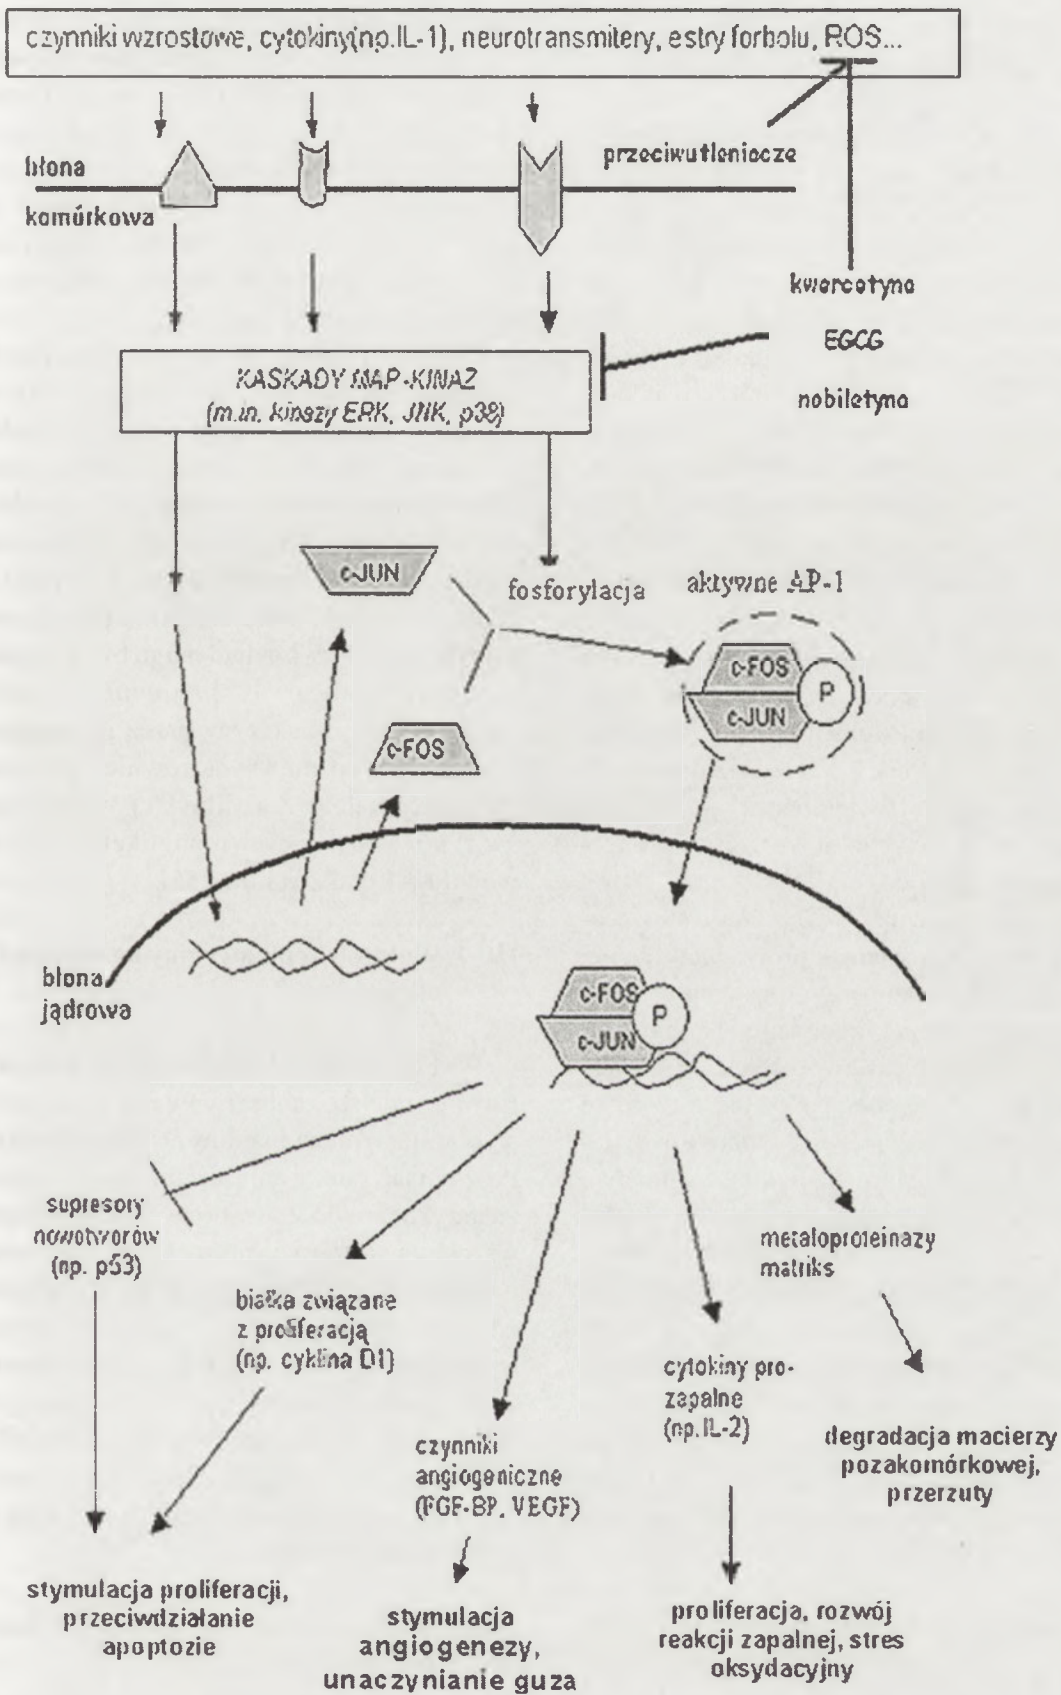 czynniki wzrostowe, cytokiny(np.IL-1), neurotransmitery, estry forbolu, ROS...
błona
komórkowa
przeciwutleniacze
kwercetyna
EGCG
nobiletyna
KASKADY MAP-KINAZ
(m.in. kinazy ERK, JNK, p38)
c-JUN
fosforylacja
aktywne AP-1
c-FOS
P
c-JUN
c-FOS
błona
jądrowa
c-FOS
P
c-JUN
supresory
nowotworów
(np. p53)
białka związane
z proliferacją
(np. cyklina D1)
czynniki
angiogeniczne
(FGF-BP, VEGF)
cytokiny pro-
zapalne
(np.IL-2)
metaloproteinazy
matriks
degradacja macierzy
pozakomórkowej,
przerzuty
stymulacja proliferacji,
przeciwdziałanie
apoptozie
stymulacja
angiogenezy,
unaczynianie guza
proliferacja, rozwój
reakcji zapalnej, stres
oksydacyjny